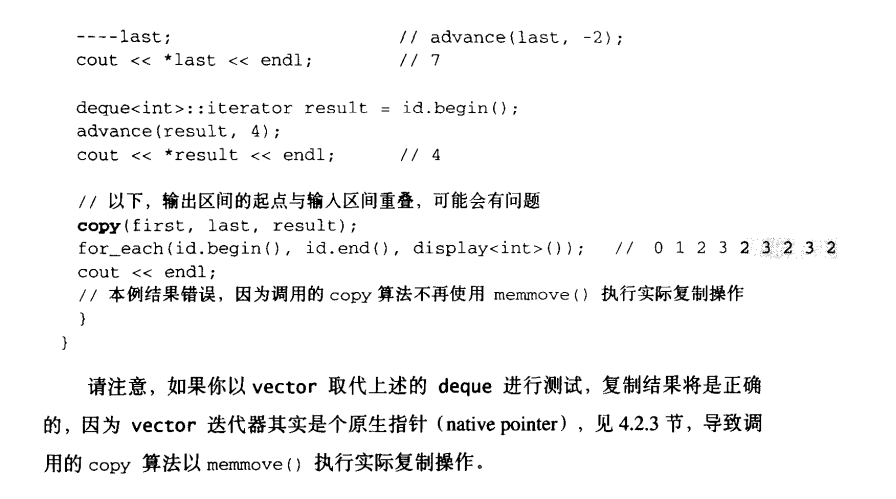 ----last; // advance(last, -2);
cout << *last << endl; // 7
deque<int>::iterator result = id.begin();
advance(result, 4);
cout << *result << endl; // 4
// 以下，输出区间的起点与输入区间重叠，可能会有问题
copy(first, last, result);
for_each(id.begin(), id.end(), display<int>()); // 0 1 2 3 2 3 2 3 2
cout << endl;
// 本例结果错误，因为调用的 copy 算法不再使用 memmove() 执行实际复制操作
}
}
请注意，如果你以 vector 取代上述的 deque 进行测试，复制结果将是正确
的，因为 vector 迭代器其实是个原生指针（native pointer），见 4.2.3 节，导致调
用的 copy 算法以 memmove() 执行实际复制操作。